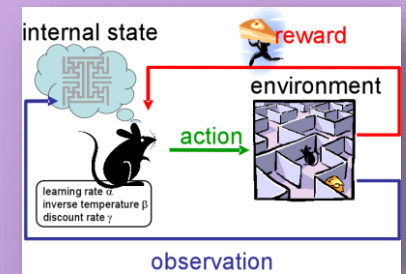 internal state
reward
environment
action
learning rate α
inverse temperature β
discount rate γ
observation